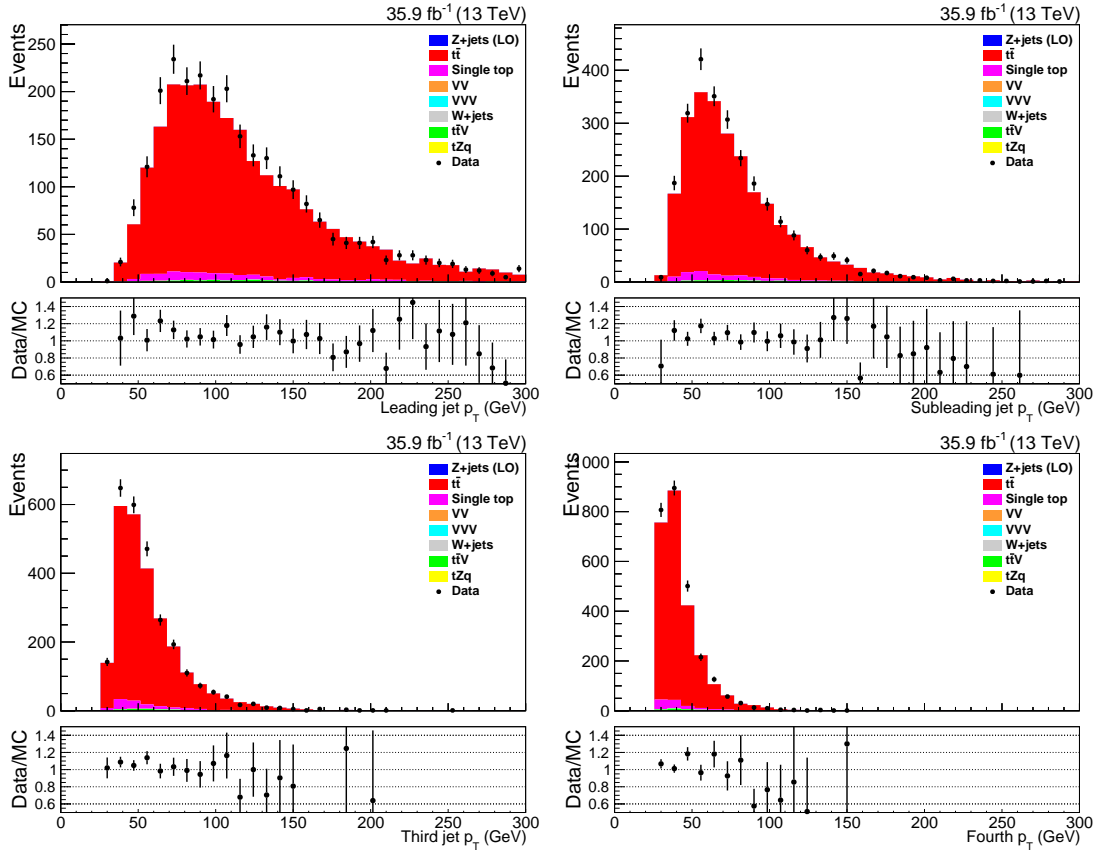 35.9 fb⁻¹ (13 TeV)
Events
250
200
150
100
50
0
Z+jets (LO)
tt̄
Single top
VV
VVV
W+jets
tt̄V
tZq
Data
Data/MC
1.4
1.2
1
0.8
0.6
0 50 100 150 200 250 300
Leading jet p_T (GeV)
35.9 fb⁻¹ (13 TeV)
Events
400
300
200
100
0
Z+jets (LO)
tt̄
Single top
VV
VVV
W+jets
tt̄V
tZq
Data
Data/MC
1.4
1.2
1
0.8
0.6
0 50 100 150 200 250 300
Subleading jet p_T (GeV)
35.9 fb⁻¹ (13 TeV)
Events
600
400
200
0
Z+jets (LO)
tt̄
Single top
VV
VVV
W+jets
tt̄V
tZq
Data
Data/MC
1.4
1.2
1
0.8
0.6
0 50 100 150 200 250 300
Third jet p_T (GeV)
35.9 fb⁻¹ (13 TeV)
Events
1000
800
600
400
200
0
Z+jets (LO)
tt̄
Single top
VV
VVV
W+jets
tt̄V
tZq
Data
Data/MC
1.4
1.2
1
0.8
0.6
0 50 100 150 200 250 300
Fourth p_T (GeV)